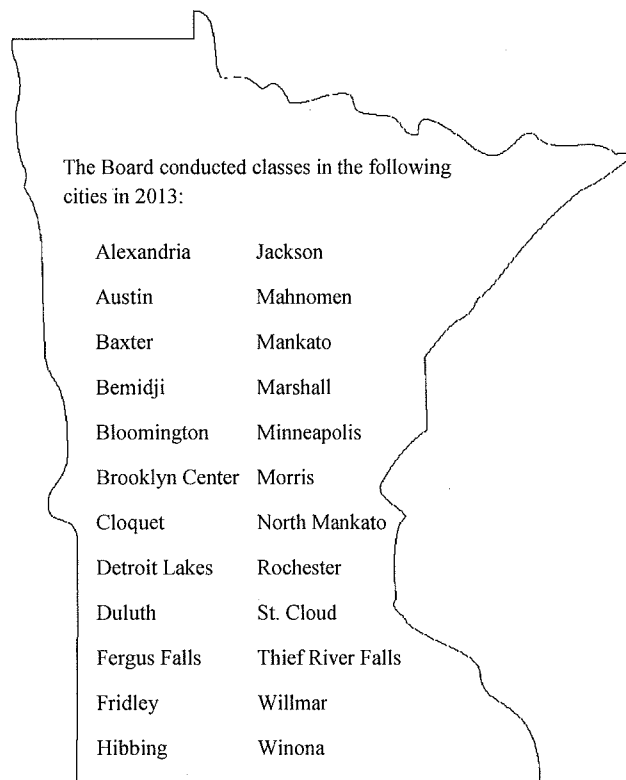 The Board conducted classes in the following
cities in 2013:
Alexandria Jackson
Austin Mahnomen
Baxter Mankato
Bemidji Marshall
Bloomington Minneapolis
Brooklyn Center Morris
Cloquet North Mankato
Detroit Lakes Rochester
Duluth St. Cloud
Fergus Falls Thief River Falls
Fridley Willmar
Hibbing Winona